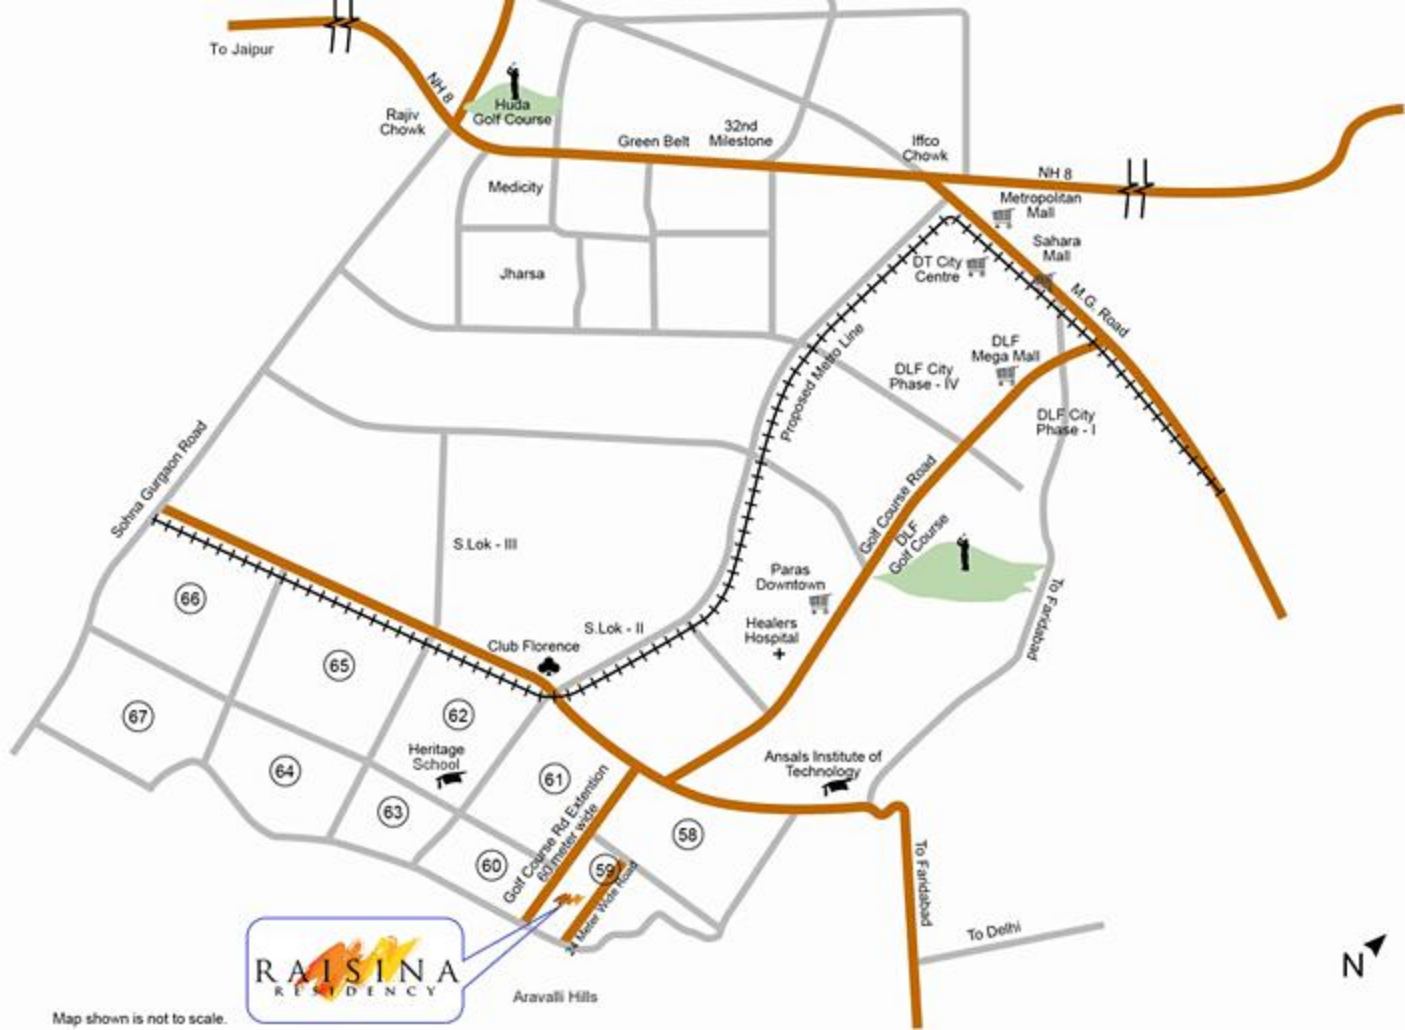 To Jaipur
NH 8
Huda
Golf Course
Rajiv
Chowk
Green Belt
32nd
Milestone
Iffco
Chowk
NH 8
Metropolitan
Mall
Medicity
Sahara
Mall
DT City
Centre
Jharsa
M.G. Road
Proposed Metro Line
DLF
Mega Mall
DLF City
Phase - IV
DLF City
Phase - I
Sohna Gurgaon Road
Golf Course Road
DLF
Golf Course
S.Lok - III
Paras
Downtown
To Faridabad
66
S.Lok - II
Healers
Hospital
Club Florence
65
67
62
Heritage
School
Ansals Institute of
Technology
64
61
63
Golf Course Rd Extention
60 meter wide
58
60
59
24 Meter Wide Road
To Faridabad
To Delhi
RAISINA
RESIDENCY
N
Aravalli Hills
Map shown is not to scale.